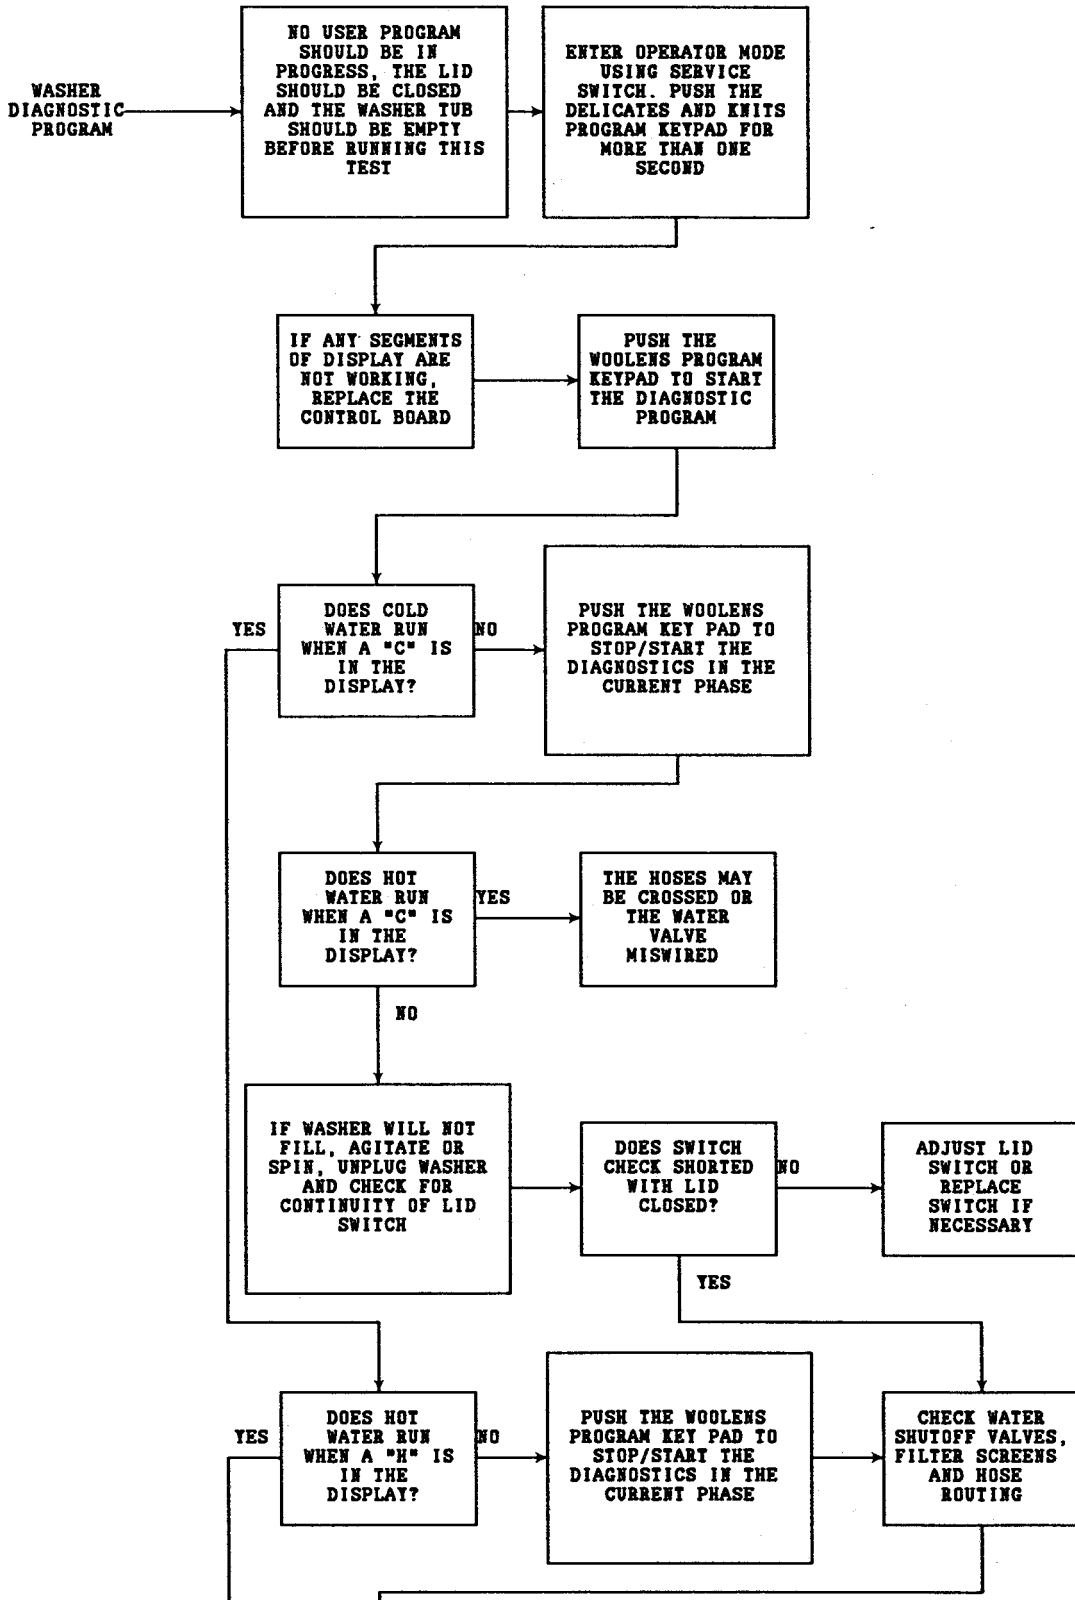 WASHER
DIAGNOSTIC
PROGRAM
NO USER PROGRAM
SHOULD BE IN
PROGRESS, THE LID
SHOULD BE CLOSED
AND THE WASHER TUB
SHOULD BE EMPTY
BEFORE RUNNING THIS
TEST
ENTER OPERATOR MODE
USING SERVICE
SWITCH. PUSH THE
DELICATES AND KNITS
PROGRAM KEYPAD FOR
MORE THAN ONE
SECOND
IF ANY SEGMENTS
OF DISPLAY ARE
NOT WORKING,
REPLACE THE
CONTROL BOARD
PUSH THE
WOOLENS PROGRAM
KEYPAD TO START
THE DIAGNOSTIC
PROGRAM
YES
DOES COLD
WATER RUN
WHEN A "C" IS
IN THE
DISPLAY?
NO
PUSH THE WOOLENS
PROGRAM KEY PAD TO
STOP/START THE
DIAGNOSTICS IN THE
CURRENT PHASE
DOES HOT
WATER RUN
WHEN A "C" IS
IN THE
DISPLAY?
YES
THE HOSES MAY
BE CROSSED OR
THE WATER
VALVE
MISWIRED
NO
IF WASHER WILL NOT
FILL, AGITATE OR
SPIN, UNPLUG WASHER
AND CHECK FOR
CONTINUITY OF LID
SWITCH
DOES SWITCH
CHECK SHORTED
WITH LID
CLOSED?
NO
ADJUST LID
SWITCH OR
REPLACE
SWITCH IF
NECESSARY
YES
YES
DOES HOT
WATER RUN
WHEN A "H" IS
IN THE
DISPLAY?
NO
PUSH THE WOOLENS
PROGRAM KEY PAD TO
STOP/START THE
DIAGNOSTICS IN THE
CURRENT PHASE
CHECK WATER
SHUTOFF VALVES,
FILTER SCREENS
AND HOSE
ROUTING